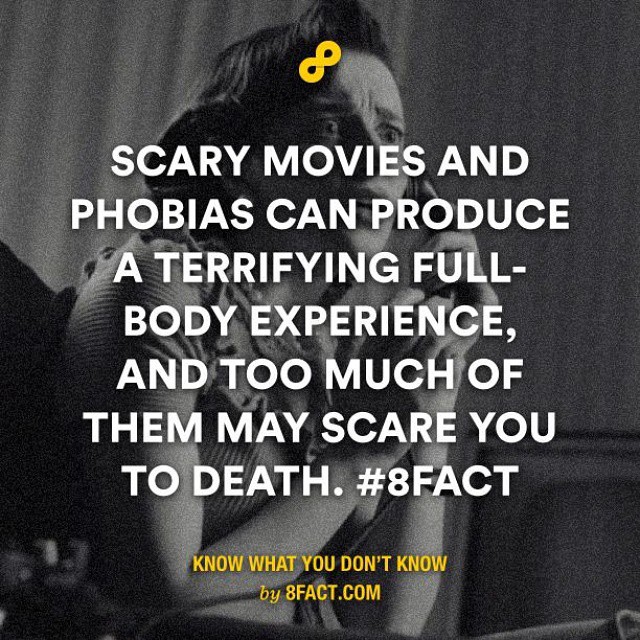 SCARY MOVIES AND
PHOBIAS CAN PRODUCE
A TERRIFYING FULL-
BODY EXPERIENCE,
AND TOO MUCH OF
THEM MAY SCARE YOU
TO DEATH. #8FACT
KNOW WHAT YOU DON'T KNOW
by 8FACT.COM